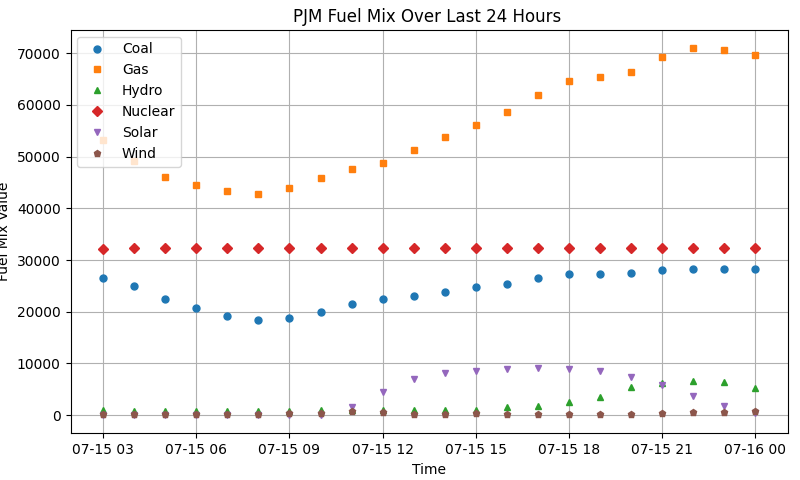 PJM Fuel Mix Over Last 24 Hours
Coal
Gas
Hydro
Nuclear
Solar
Wind
70000
60000
50000
40000
30000
20000
10000
0
Fuel Mix Value
07-15 03
07-15 06
07-15 09
07-15 12
07-15 15
07-15 18
07-15 21
07-16 00
Time